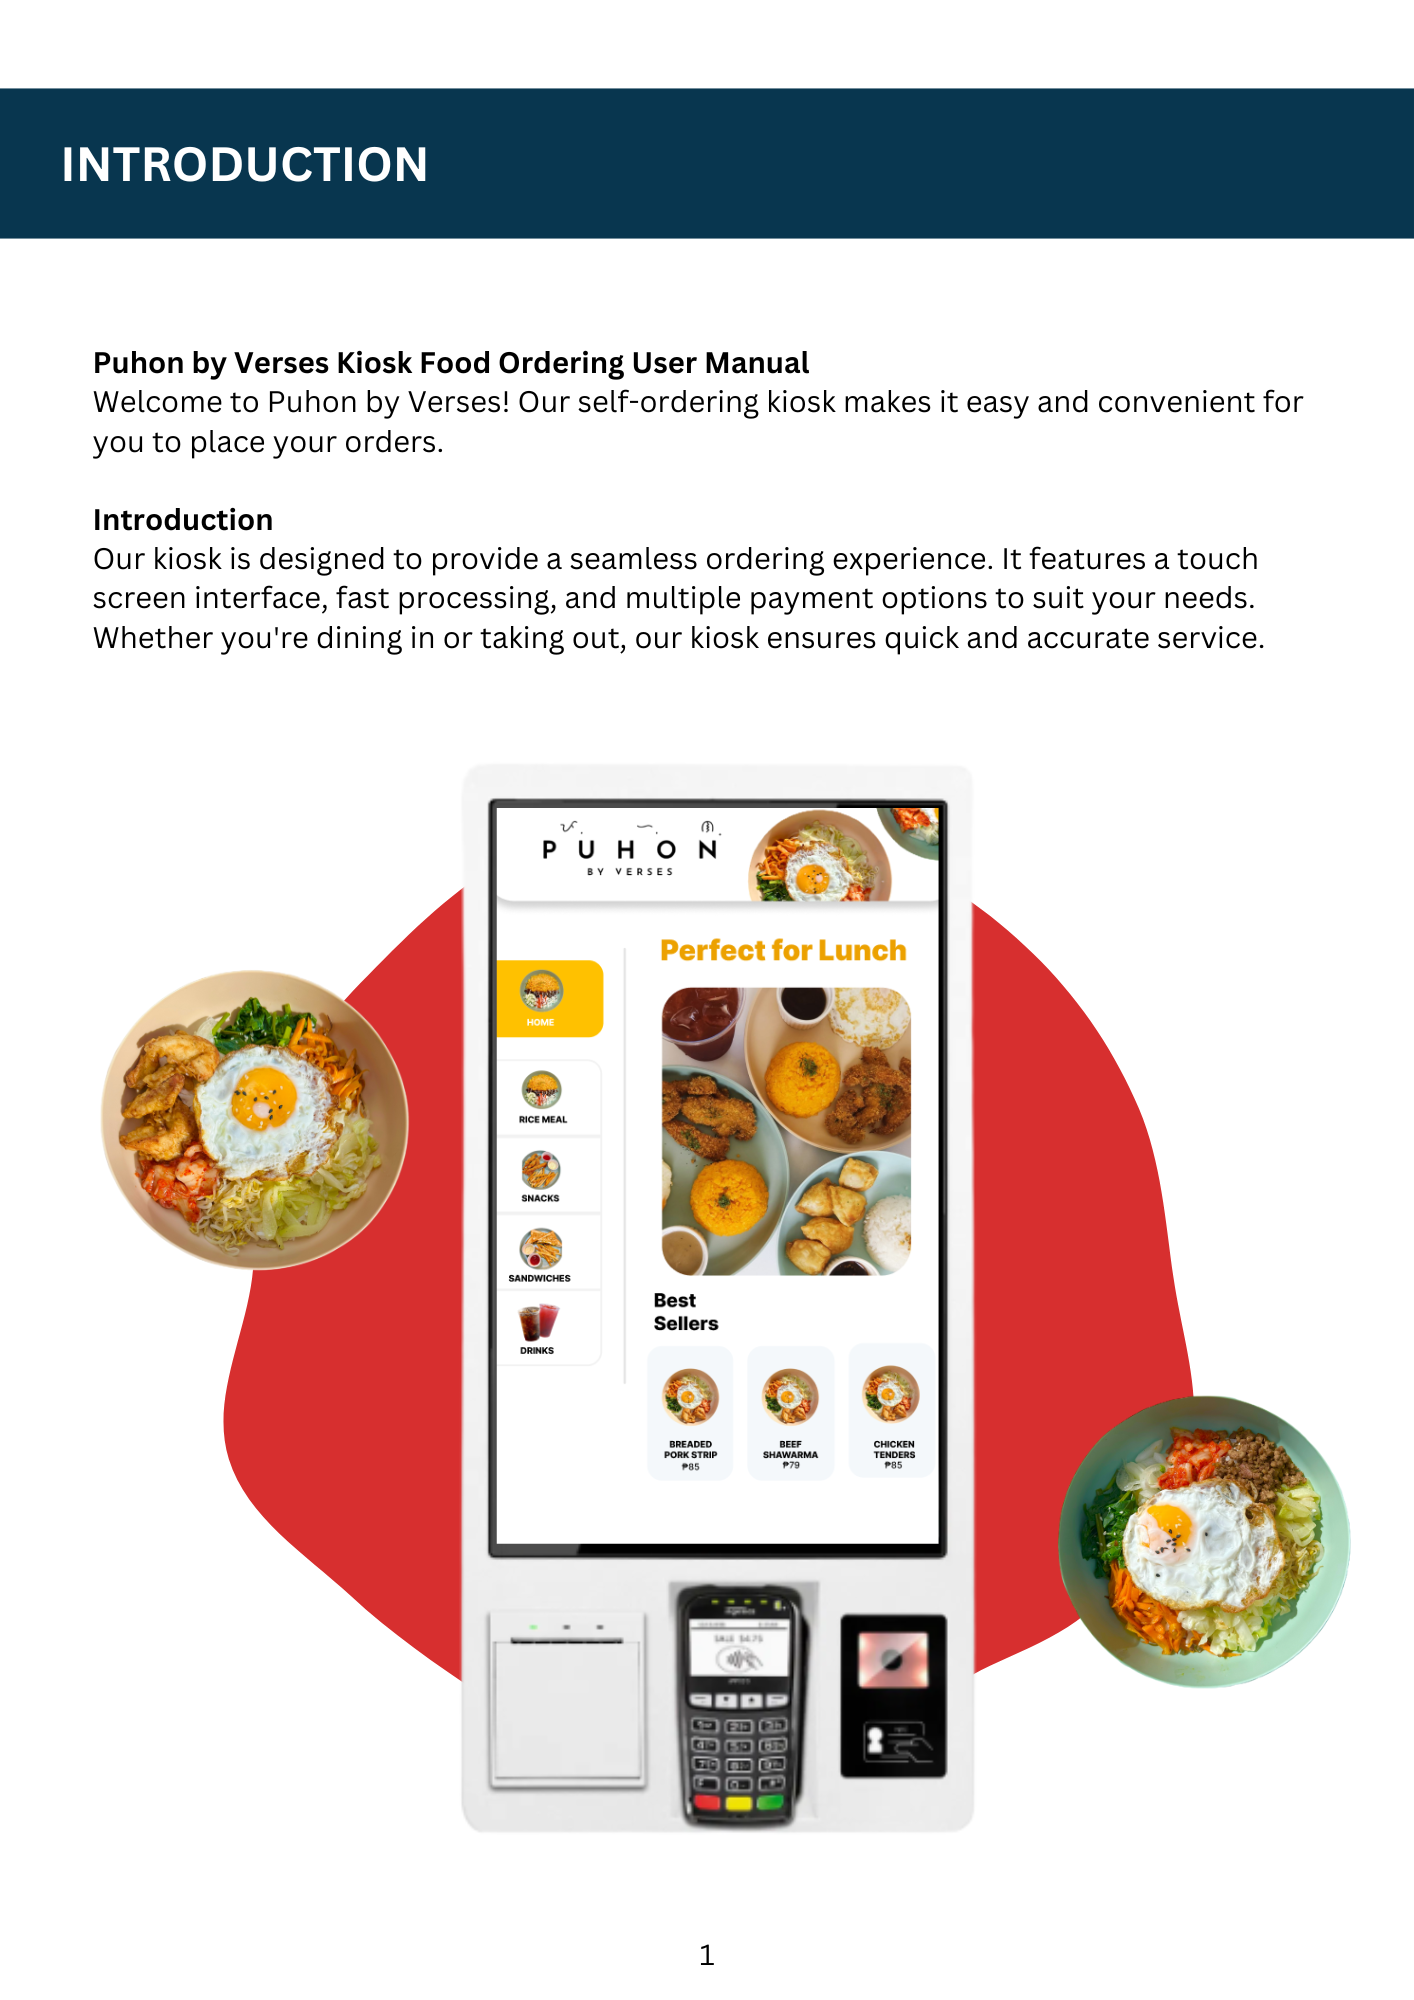 INTRODUCTION
Puhon by Verses Kiosk Food Ordering User Manual
Welcome to Puhon by Verses! Our self-ordering kiosk makes it easy and convenient for
you to place your orders.
Introduction
Our kiosk is designed to provide a seamless ordering experience. It features a touch
screen interface, fast processing, and multiple payment options to suit your needs.
Whether you're dining in or taking out, our kiosk ensures quick and accurate service.
PUHON
BY VERSES
Perfect for Lunch
HOME
RICE MEAL
SNACKS
SANDWICHES
DRINKS
Best
Sellers
BREADED
PORK STRIP
₱85
BEEF
SHAWARMA
₱79
CHICKEN
TENDERS
₱85
SALE $4.75
1